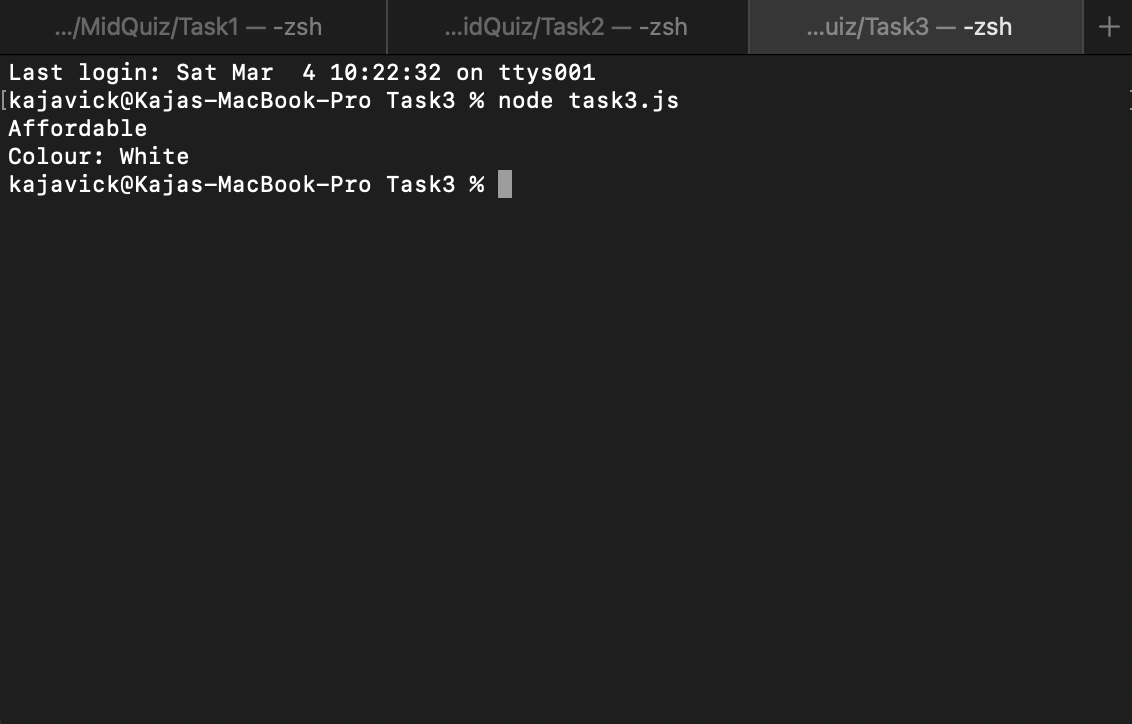 .../MidQuiz/Task1 — -zsh
...idQuiz/Task2 — -zsh
...uiz/Task3 — -zsh
+
Last login: Sat Mar  4 10:22:32 on ttys001
[kajavick@Kajas-MacBook-Pro Task3 % node task3.js ]
Affordable
Colour: White
kajavick@Kajas-MacBook-Pro Task3 %